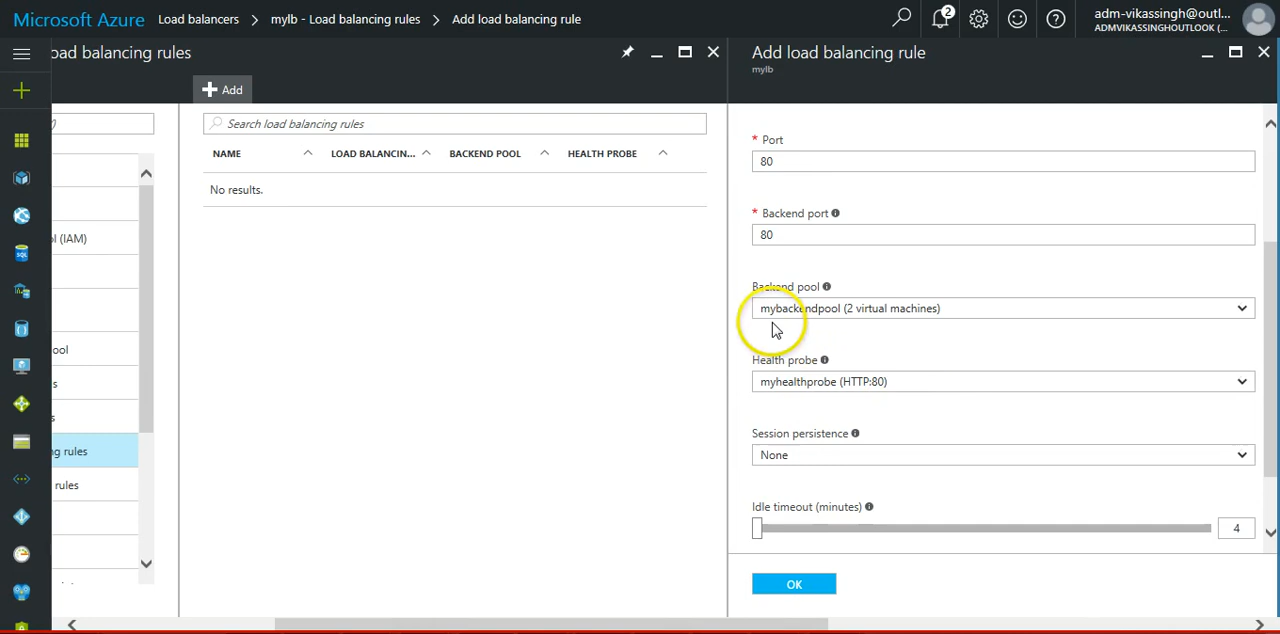 Microsoft Azure Load balancers > mylb - Load balancing rules > Add load balancing rule
2
adm-vikassingh@outl...
ADMVIKASSINGHOUTLOOK (...
oad balancing rules
Add
Search load balancing rules
NAME LOAD BALANCIN... BACKEND POOL HEALTH PROBE
No results.
ol (IAM)
ool
s
s
ng rules
rules
SQL
Add load balancing rule
mylb
* Port
80
* Backend port
80
Backend pool
mybackendpool (2 virtual machines)
Health probe
myhealthprobe (HTTP:80)
Session persistence
None
Idle timeout (minutes)
4
OK